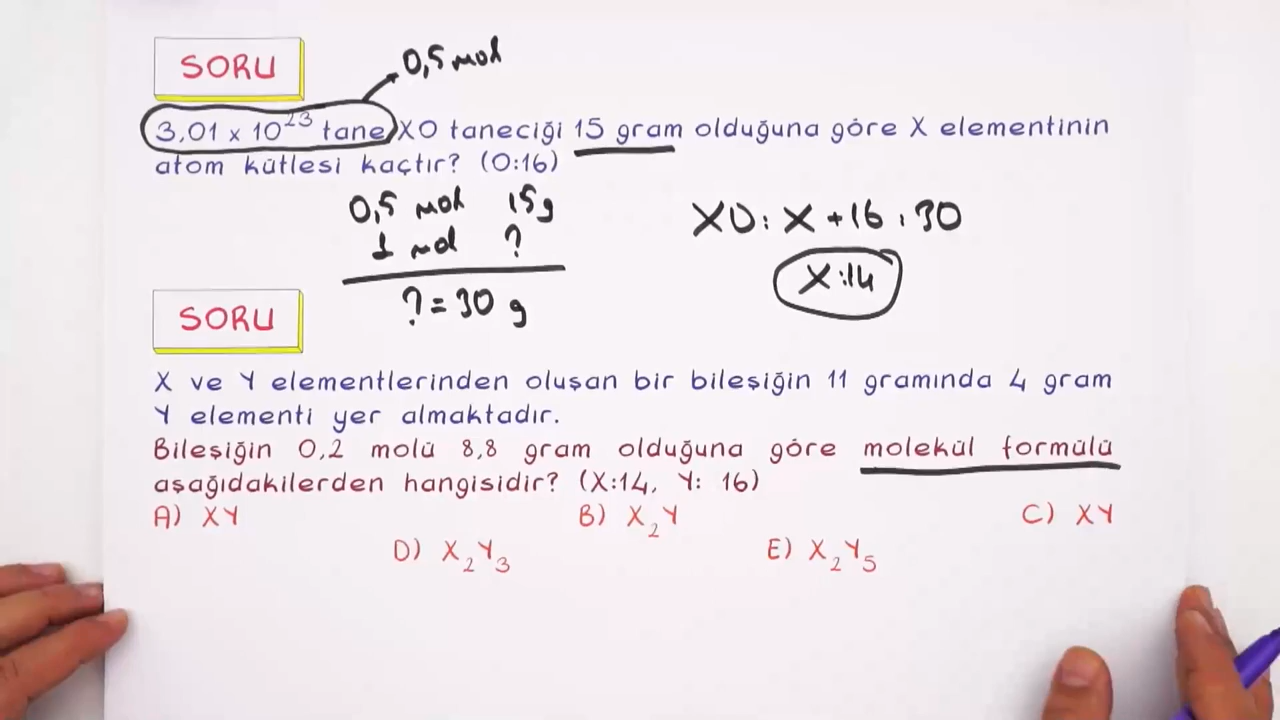 SORU
0,5 mol
3,01 x 10²³ tane XO taneciği 15 gram olduğuna göre X elementinin
atom kütlesi kaçtır? (O:16)
0,5 mol 15g
1 mol ?
? = 30 g
XO: X + 16 : 30
X:14
SORU
X ve Y elementlerinden oluşan bir bileşiğin 11 gramında 4 gram
Y elementi yer almaktadır.
Bileşiğin 0,2 molü 8,8 gram olduğuna göre molekül formülü
aşağıdakilerden hangisidir? (X:14, Y: 16)
A) XY B) X₂Y C) XY
D) X₂Y₃ E) X₂Y₅